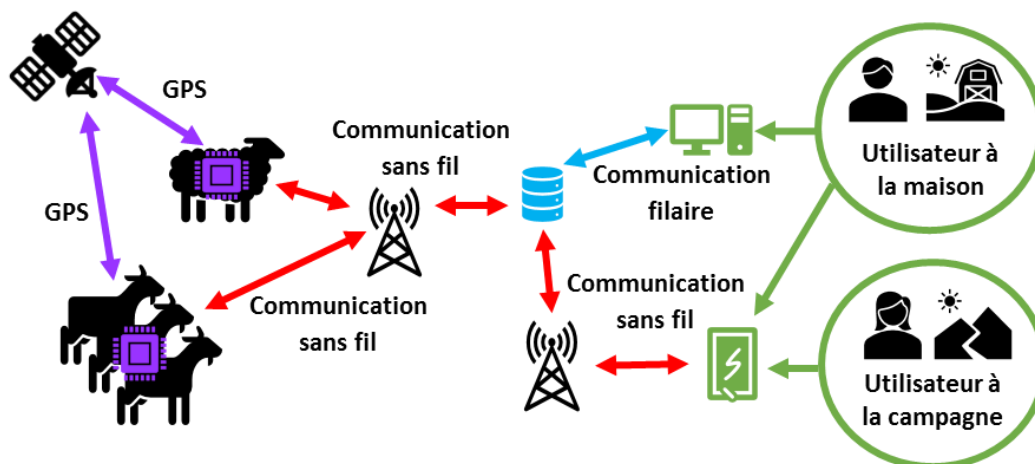 GPS
Communication
sans fil
Communication
filaire
Utilisateur à
la maison
GPS
Communication
sans fil
Communication
sans fil
Utilisateur à
la campagne